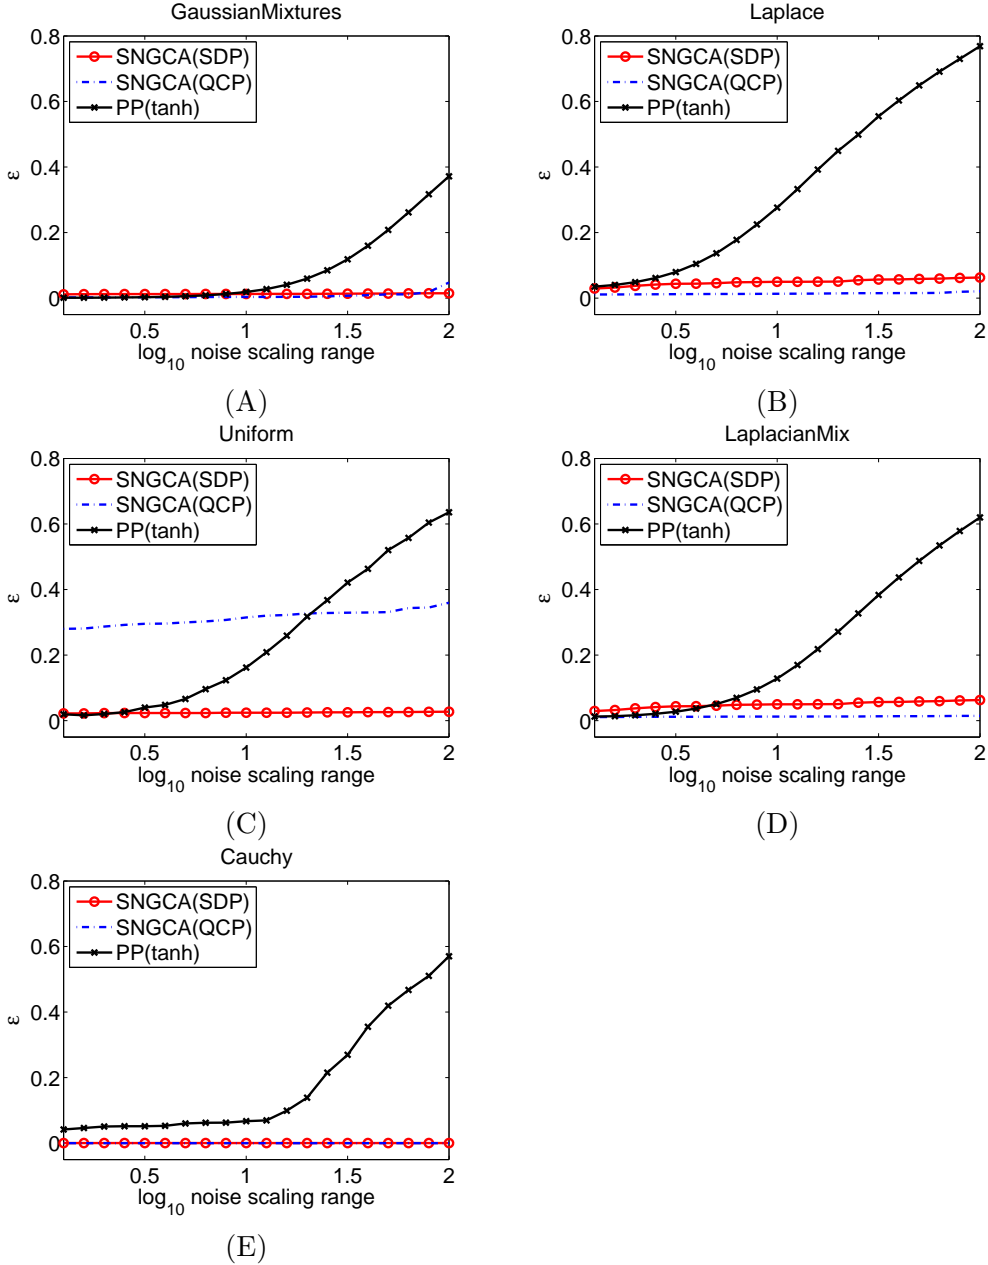 GaussianMixtures
0.8
0.6
0.4
0.2
0
ε
SNGCA(SDP)
SNGCA(QCP)
PP(tanh)
0.5 1 1.5 2
log10 noise scaling range
(A)
Laplace
0.8
0.6
0.4
0.2
0
ε
SNGCA(SDP)
SNGCA(QCP)
PP(tanh)
0.5 1 1.5 2
log10 noise scaling range
(B)
Uniform
0.8
0.6
0.4
0.2
0
ε
SNGCA(SDP)
SNGCA(QCP)
PP(tanh)
0.5 1 1.5 2
log10 noise scaling range
(C)
LaplacianMix
0.8
0.6
0.4
0.2
0
ε
SNGCA(SDP)
SNGCA(QCP)
PP(tanh)
0.5 1 1.5 2
log10 noise scaling range
(D)
Cauchy
0.8
0.6
0.4
0.2
0
ε
SNGCA(SDP)
SNGCA(QCP)
PP(tanh)
0.5 1 1.5 2
log10 noise scaling range
(E)